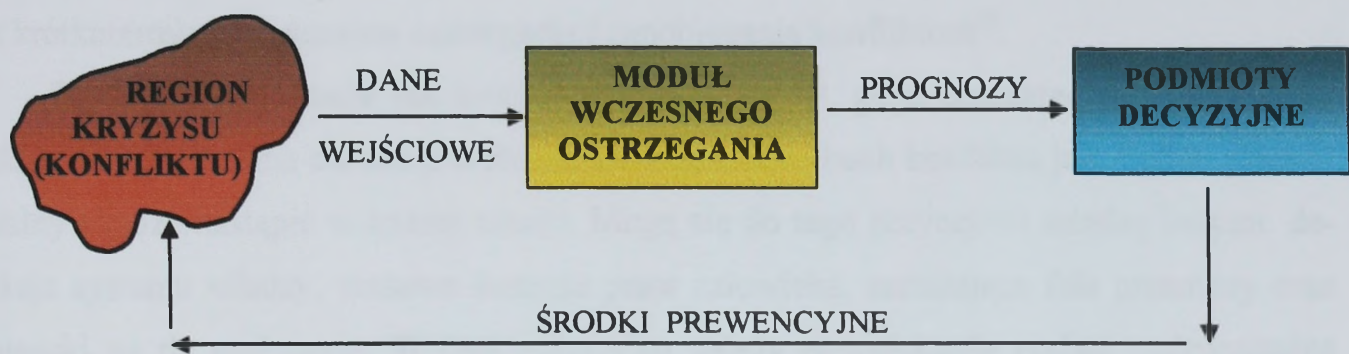 REGION
KRYZYSU
(KONFLIKTU)
DANE
WEJŚCIOWE
MODUŁ
WCZESNEGO
OSTRZEGANIA
PROGNOZY
PODMIOTY
DECYZYJNE
ŚRODKI PREWENCYJNE